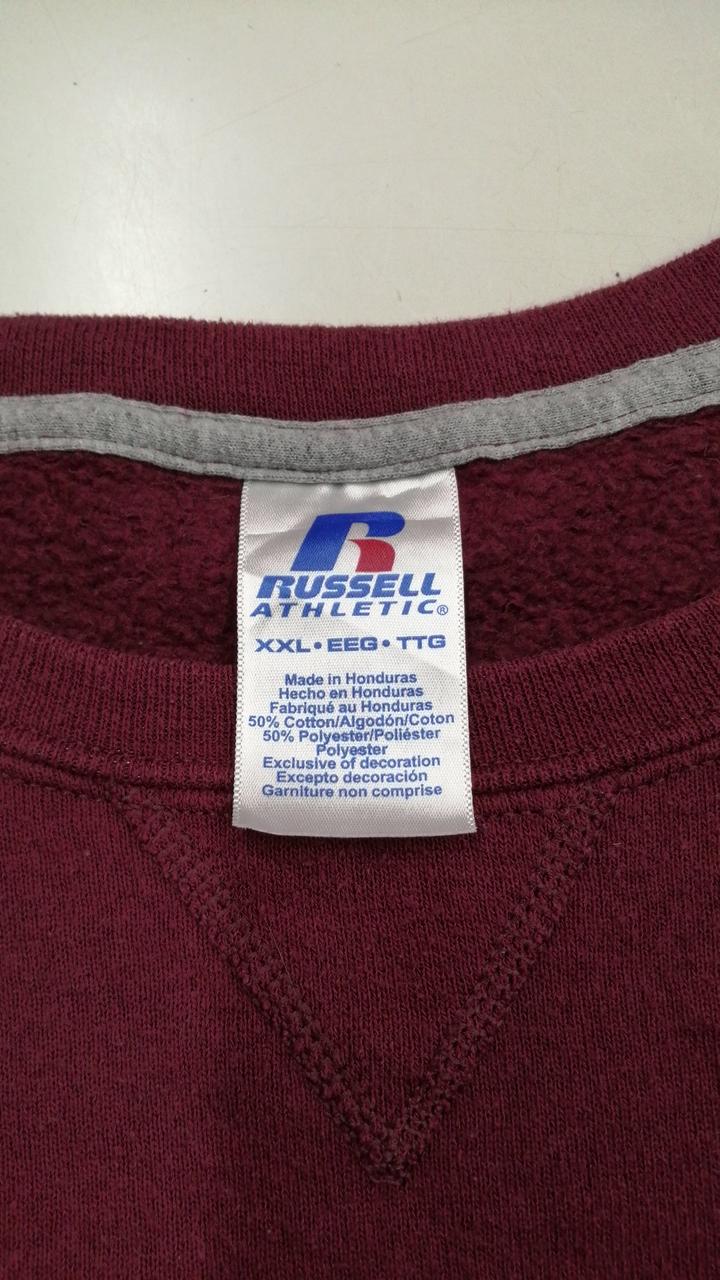 R
RUSSELL
ATHLETIC®
XXL • EEG • TTG
Made in Honduras
Hecho en Honduras
Fabriqué au Honduras
50% Cotton/Algodón/Coton
50% Polyester/Poliéster
Polyester
Exclusive of decoration
Excepto decoración
Garniture non comprise